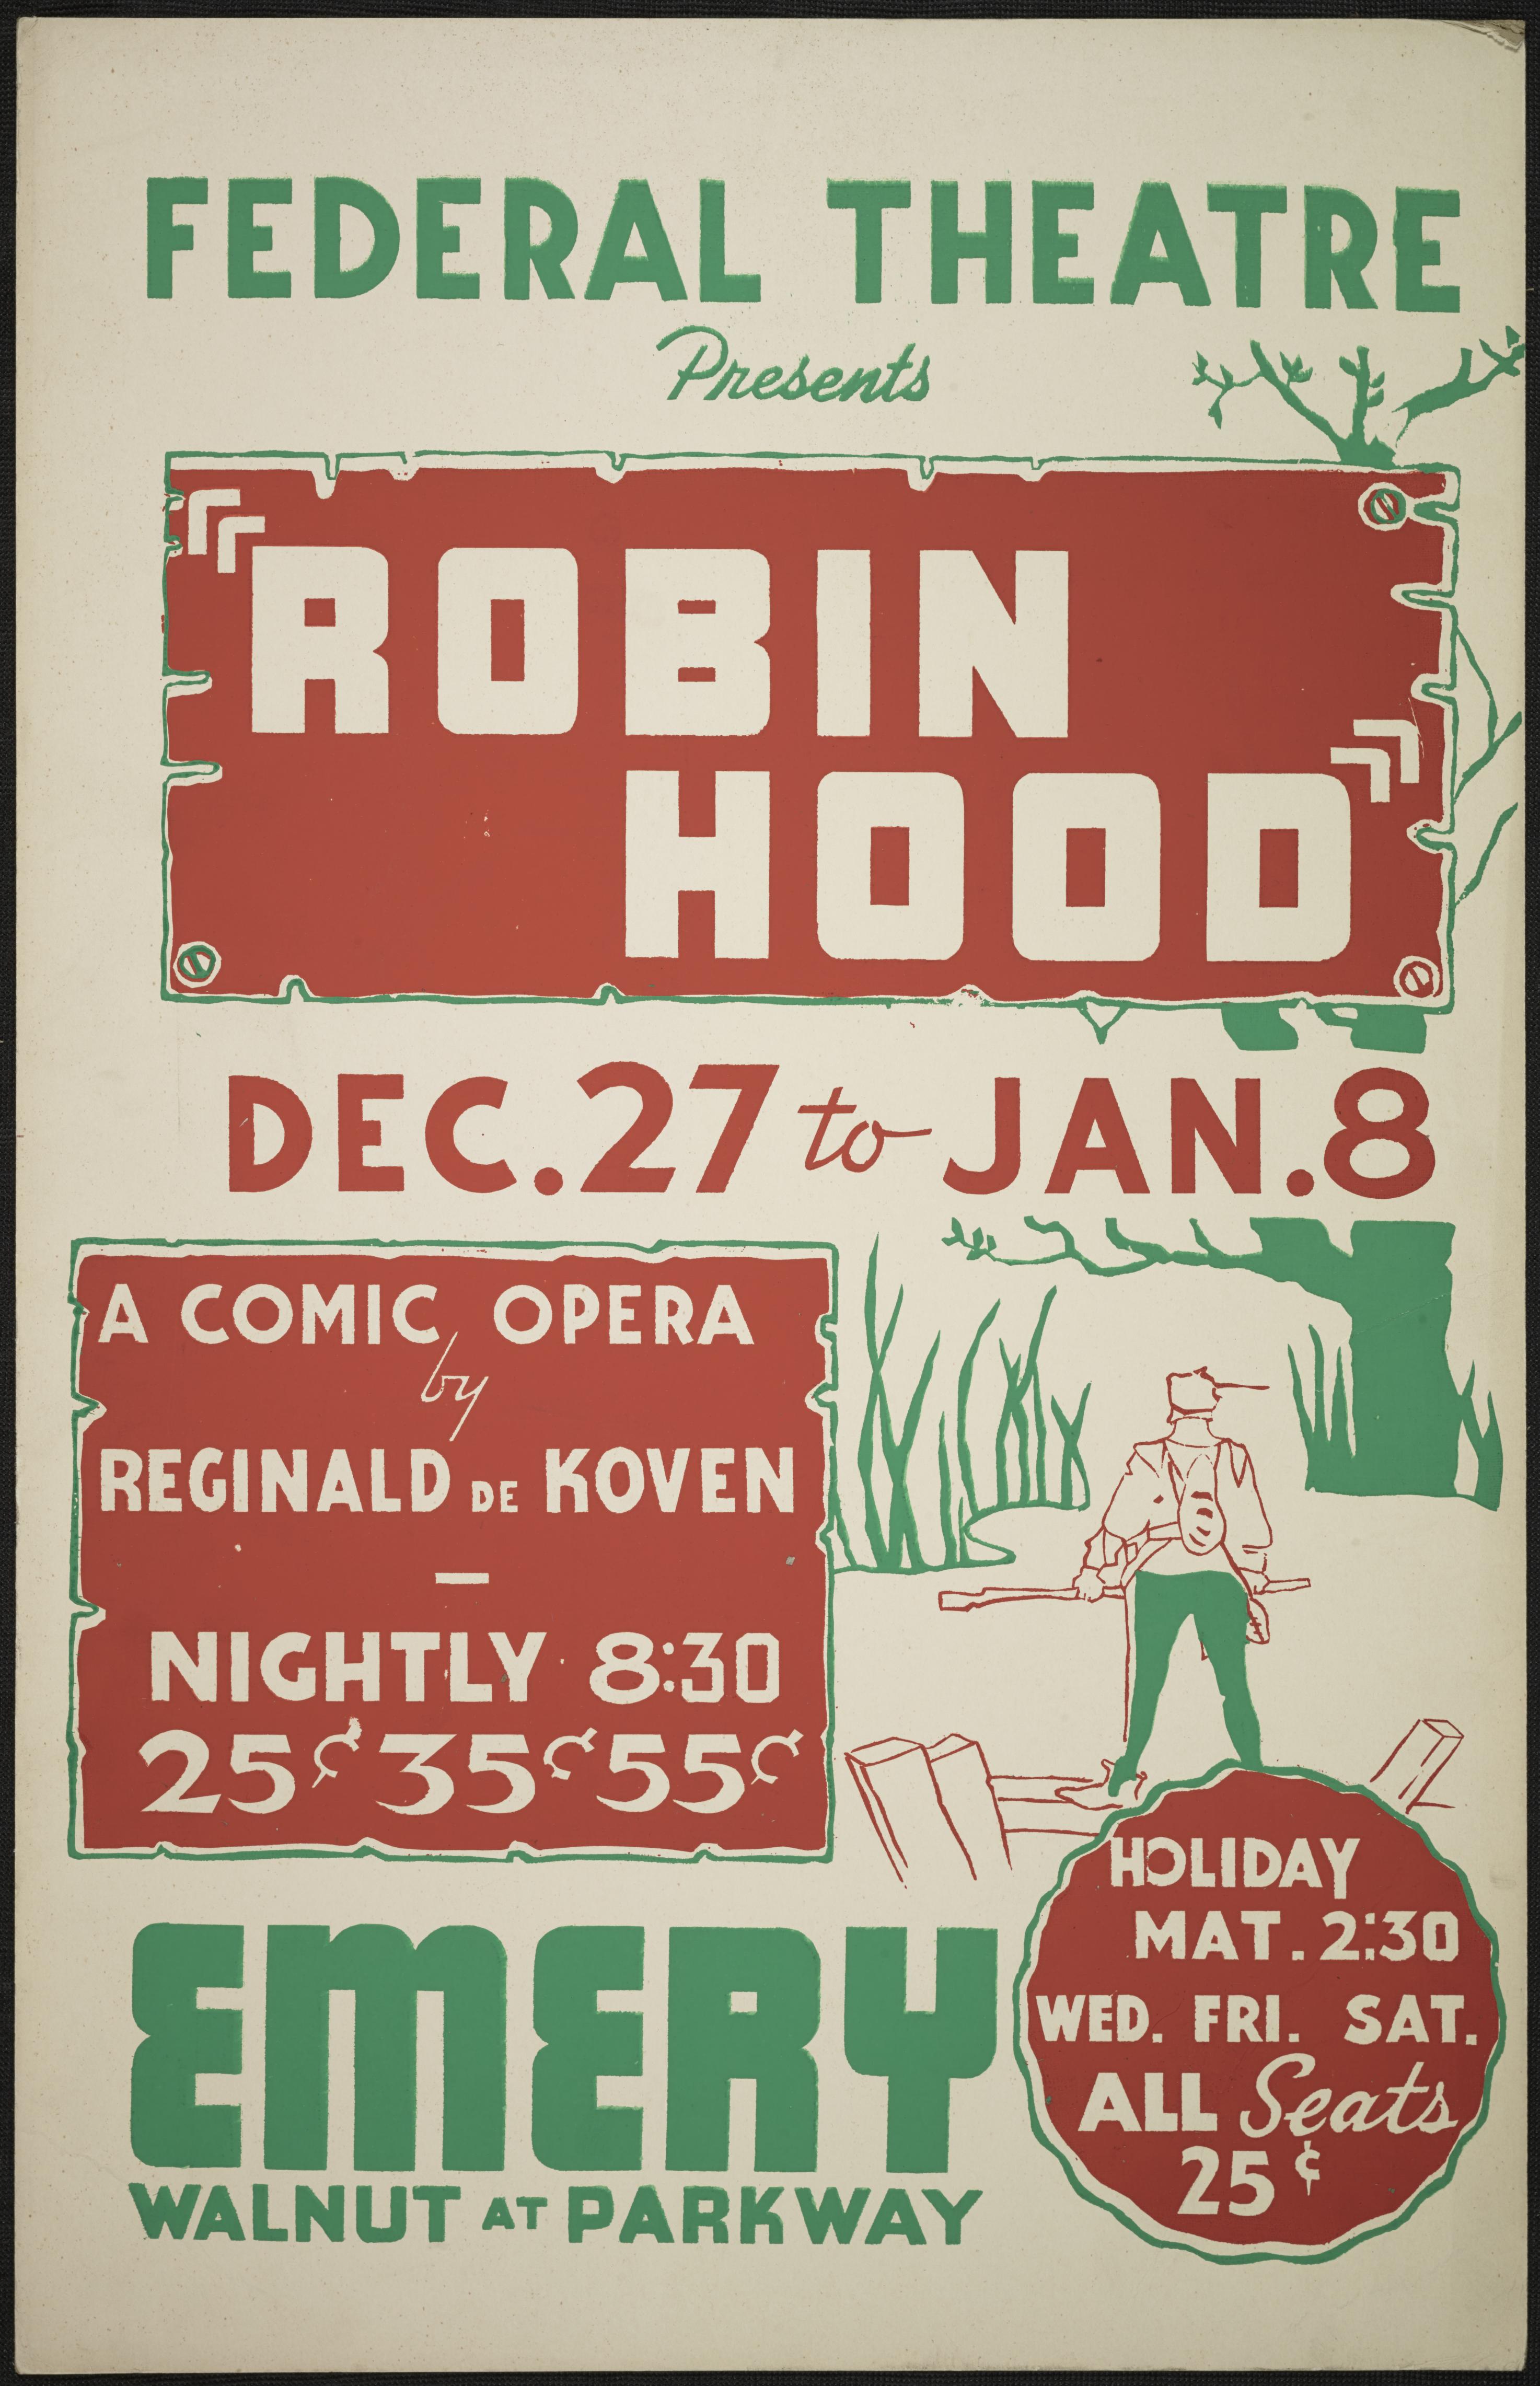 FEDERAL THEATRE
Presents
ROBIN
HOOD
DEC. 27 to JAN. 8
A COMIC OPERA
by
REGINALD DE KOVEN
—
NIGHTLY 8:30
25¢ 35¢ 55¢
HOLIDAY
MAT. 2:30
WED. FRI. SAT.
ALL Seats
25¢
EMERY
WALNUT AT PARKWAY